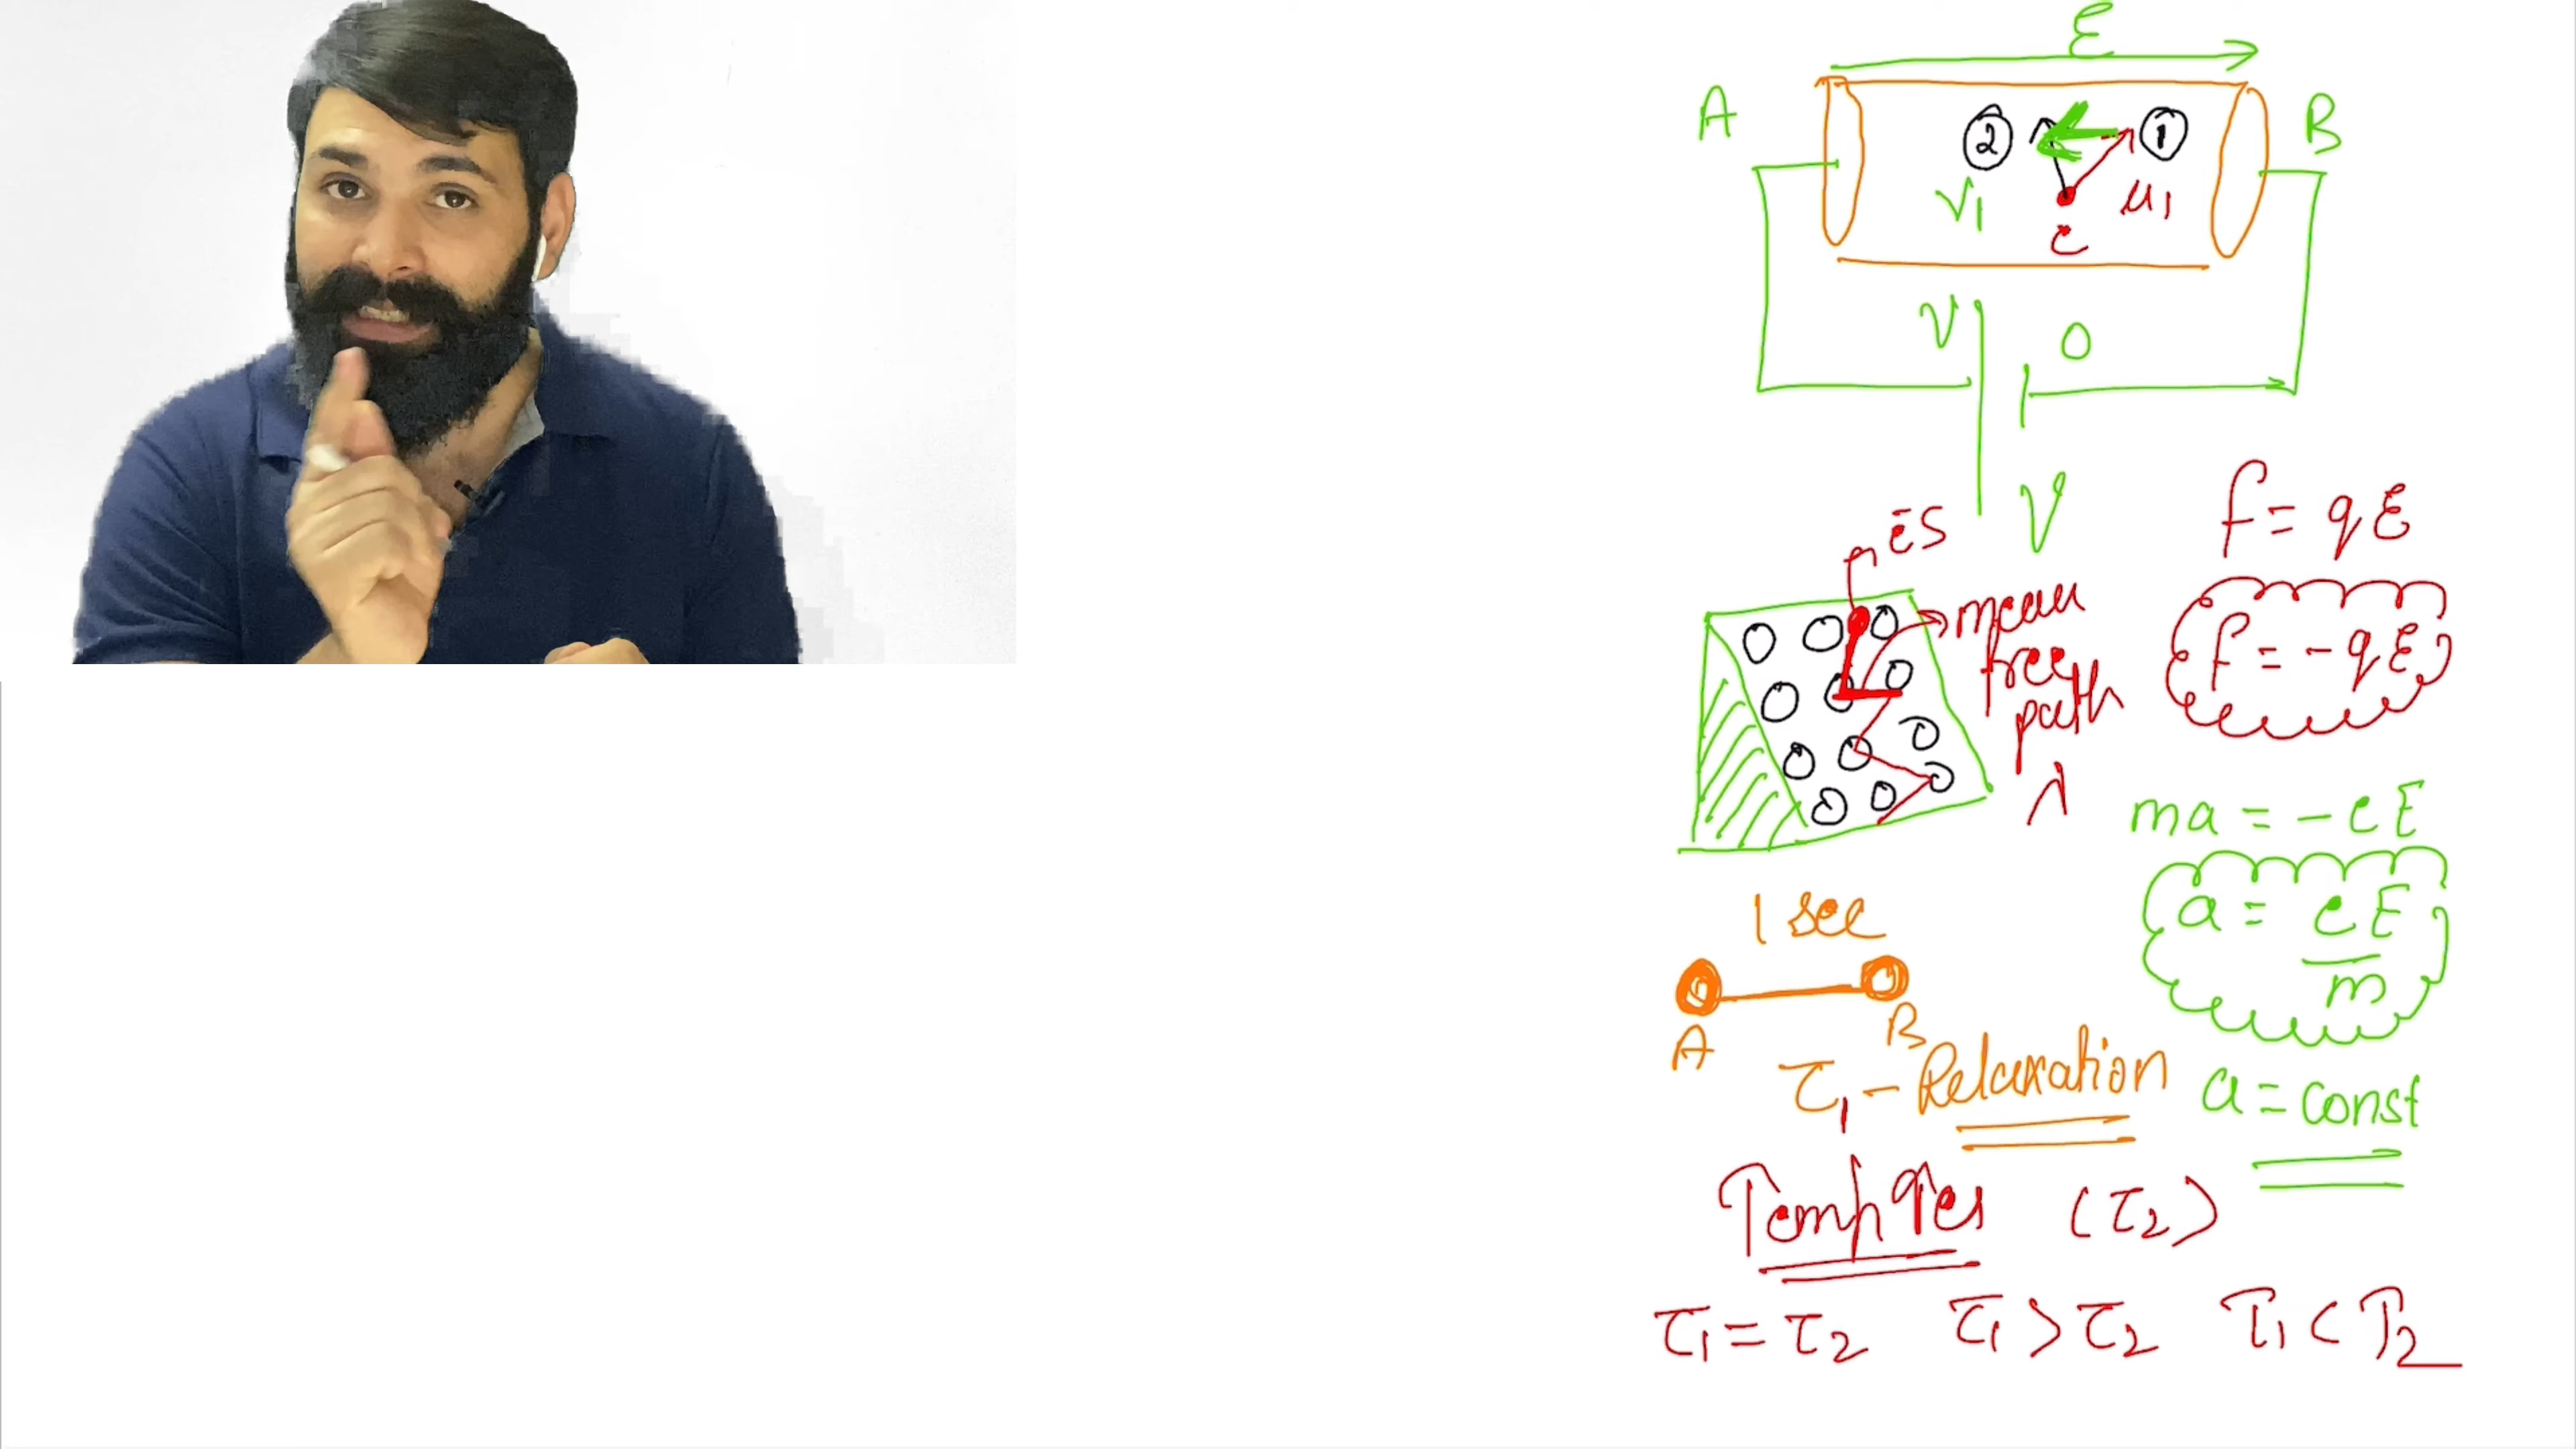 E
A B
2 1
V1 u1
e
V 0
V
f = qE
e̅s
mean
free
path
λ
f = -qE
ma = -eE
a = eE
m
1 sec
A B
τ1 - Relaxation
a = const
(τ2)
τ1 = τ2 τ1 > τ2 τ1 < τ2